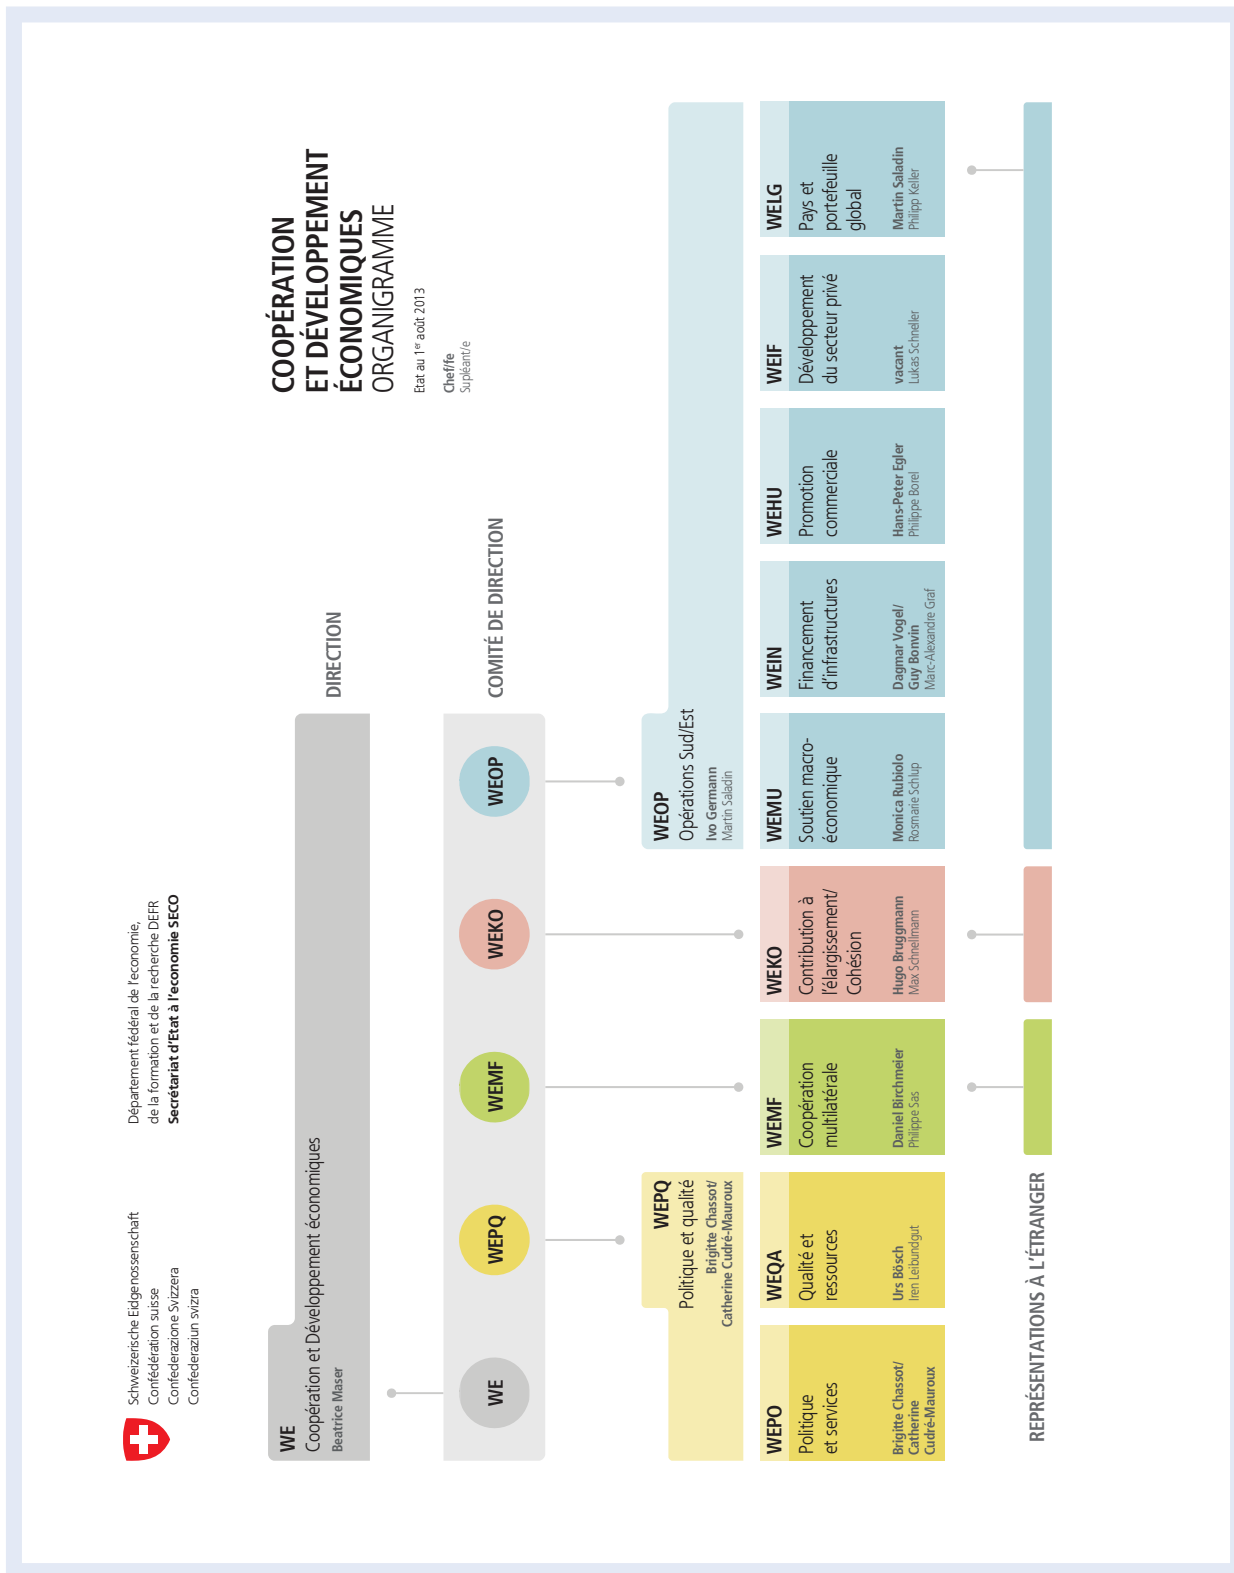 Schweizerische Eidgenossenschaft
Confédération suisse
Confederazione Svizzera
Confederaziun svizra
Département fédéral de l'economie,
de la formation et de la recherche DEFR
Secrétariat d'Etat à l'economie SECO
COOPÉRATION
ET DÉVELOPPEMENT
ÉCONOMIQUES
ORGANIGRAMME
Etat au 1er août 2013
Chef/fe
Supléant/e
WE
Coopération et Développement économiques
Beatrice Maser
DIRECTION
WE
WEPQ
WEMF
WEKO
WEOP
COMITÉ DE DIRECTION
WEPQ
Politique et qualité
Brigitte Chassot/
Catherine Cudré-Mauroux
WEOP
Opérations Sud/Est
Ivo Germann
Martin Saladin
WEPO
Politique
et services
Brigitte Chassot/
Catherine
Cudré-Mauroux
WEQA
Qualité et
ressources
Urs Bösch
Iren Leibundgut
WEMF
Coopération
multilatérale
Daniel Birchmeier
Philippe Sas
WEKO
Contribution à
l'élargissement/
Cohésion
Hugo Bruggmann
Max Schnellmann
WEMU
Soutien macro-
économique
Monica Rubiolo
Rosmarie Schlup
WEIN
Financement
d'infrastructures
Dagmar Vogel/
Guy Bonvin
Marc-Alexandre Graf
WEHU
Promotion
commerciale
Hans-Peter Egler
Philippe Borel
WEIF
Développement
du secteur privé
vacant
Lukas Schneller
WELG
Pays et
portefeuille
global
Martin Saladin
Philipp Keller
REPRÉSENTATIONS À L'ÉTRANGER